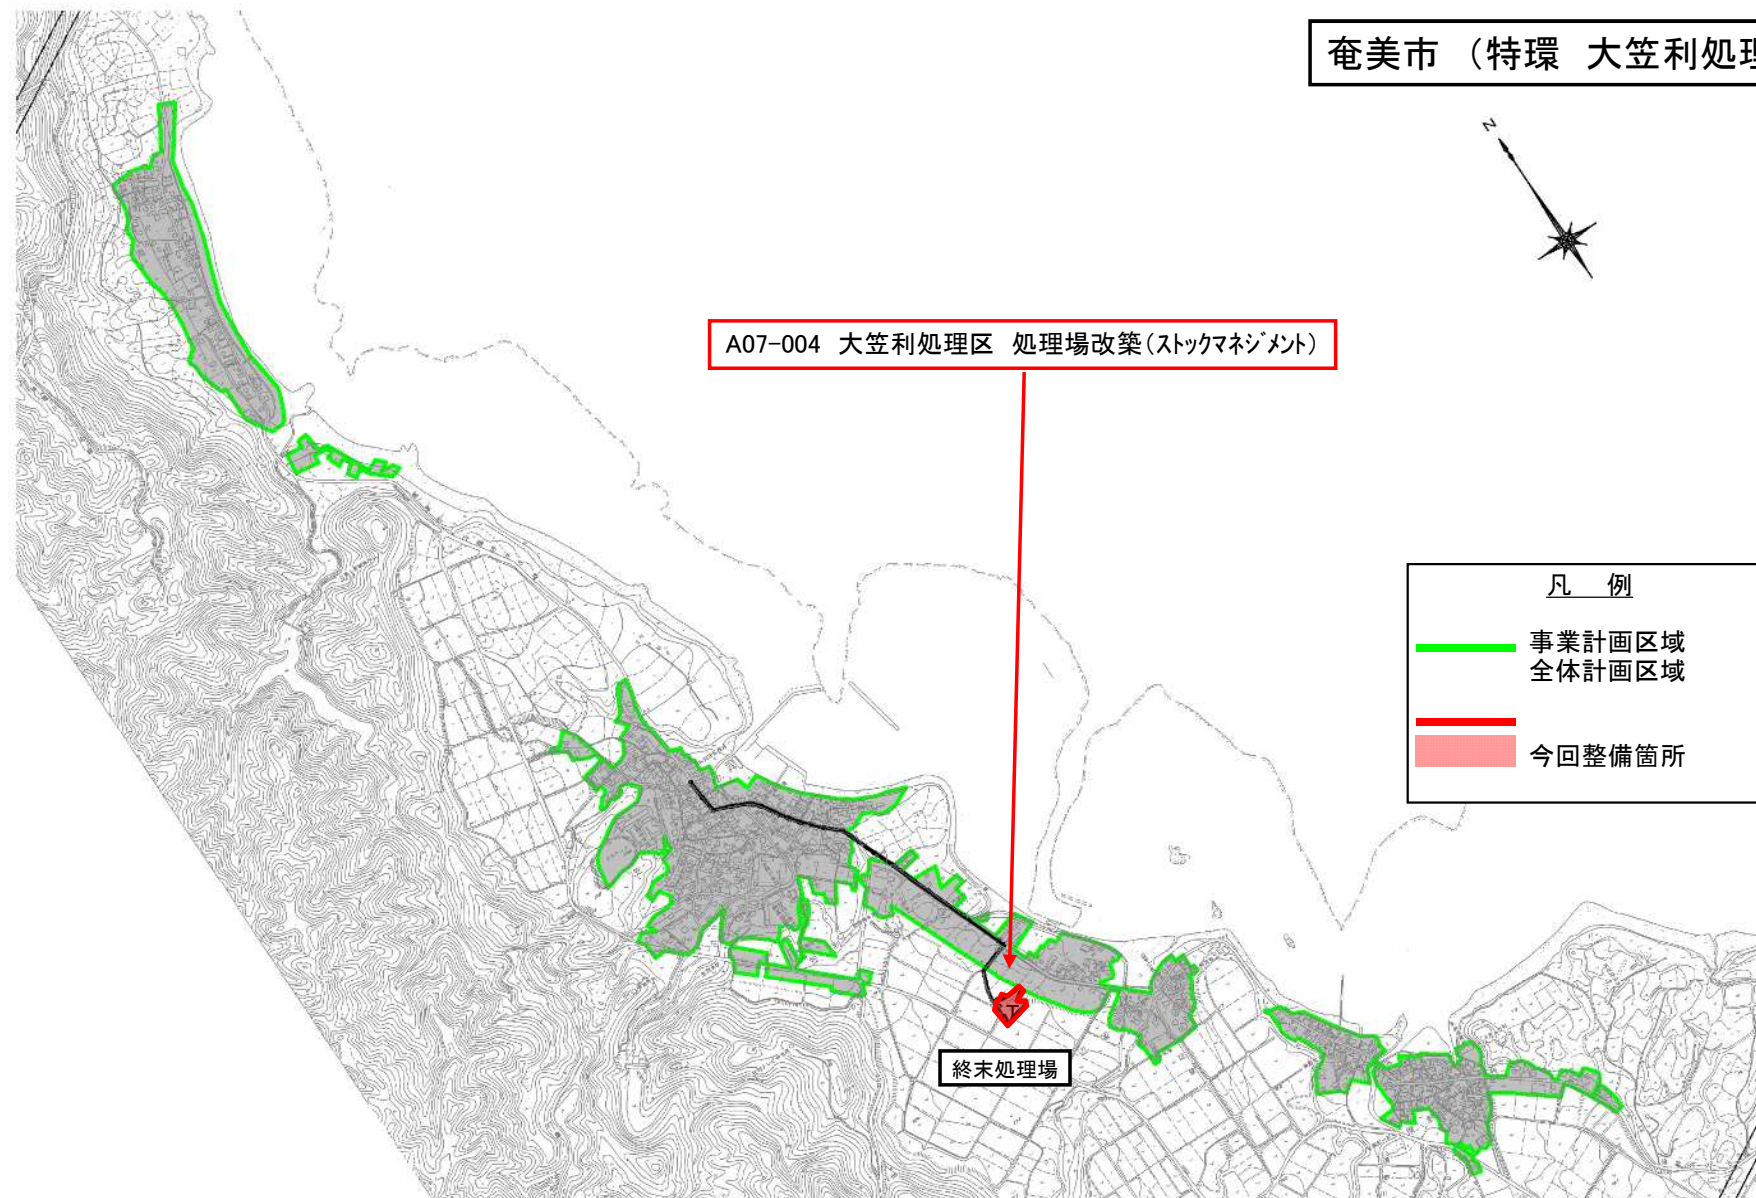 奄美市 （特環 大笠利処理
N
A07-004 大笠利処理区 処理場改築(ストックマネジメント)
凡 例
事業計画区域
全体計画区域
今回整備箇所
T
終末処理場